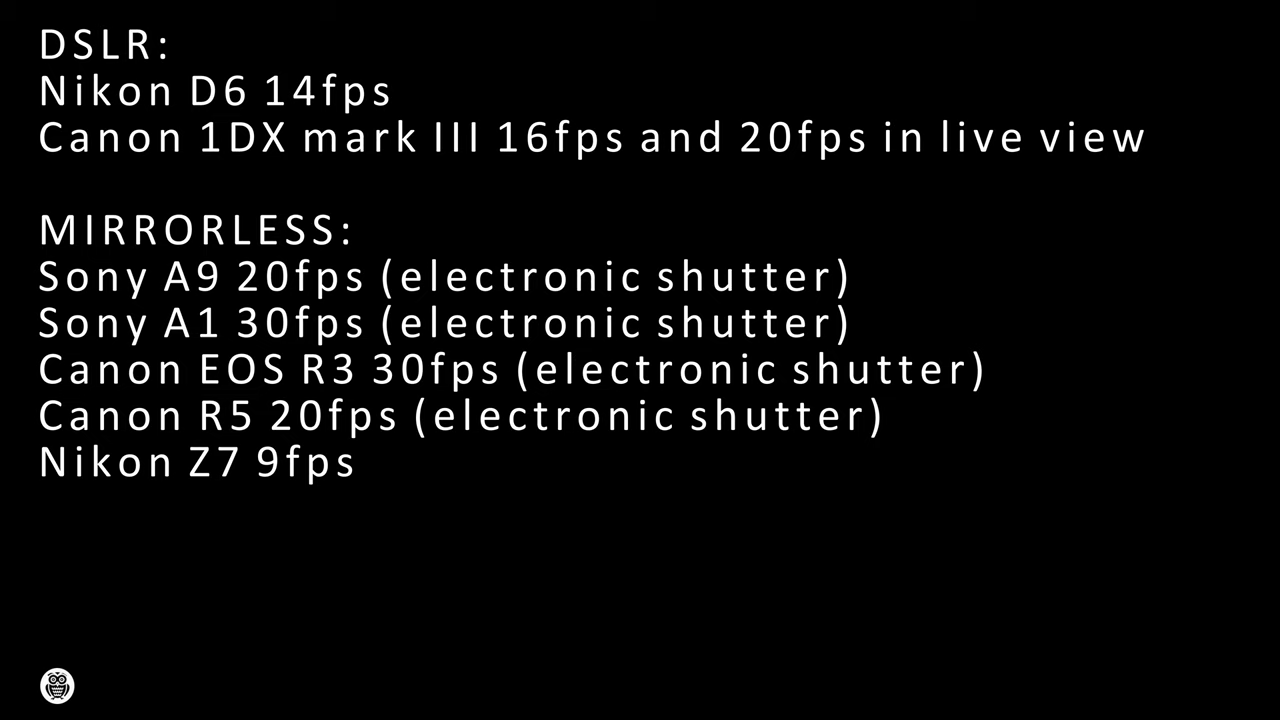 DSLR:
Nikon D6 14fps
Canon 1DX mark III 16fps and 20fps in live view
MIRRORLESS:
Sony A9 20fps (electronic shutter)
Sony A1 30fps (electronic shutter)
Canon EOS R3 30fps (electronic shutter)
Canon R5 20fps (electronic shutter)
Nikon Z7 9fps